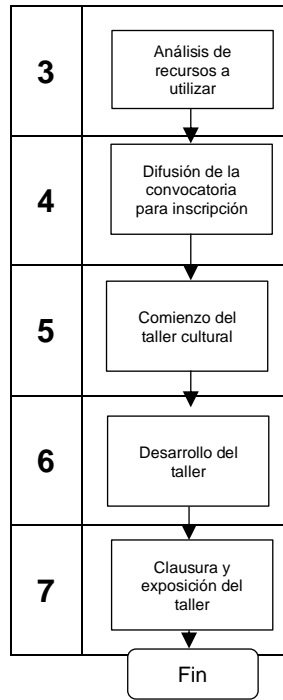 3
Análisis de
recursos a
utilizar
4
Difusión de la
convocatoria
para inscripción
5
Comienzo del
taller cultural
6
Desarrollo del
taller
7
Clausura y
exposición del
taller
Fin